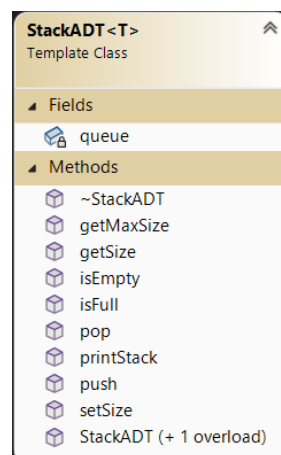 StackADT<T>
Template Class
Fields
queue
Methods
~StackADT
getMaxSize
getSize
isEmpty
isFull
pop
printStack
push
setSize
StackADT (+ 1 overload)